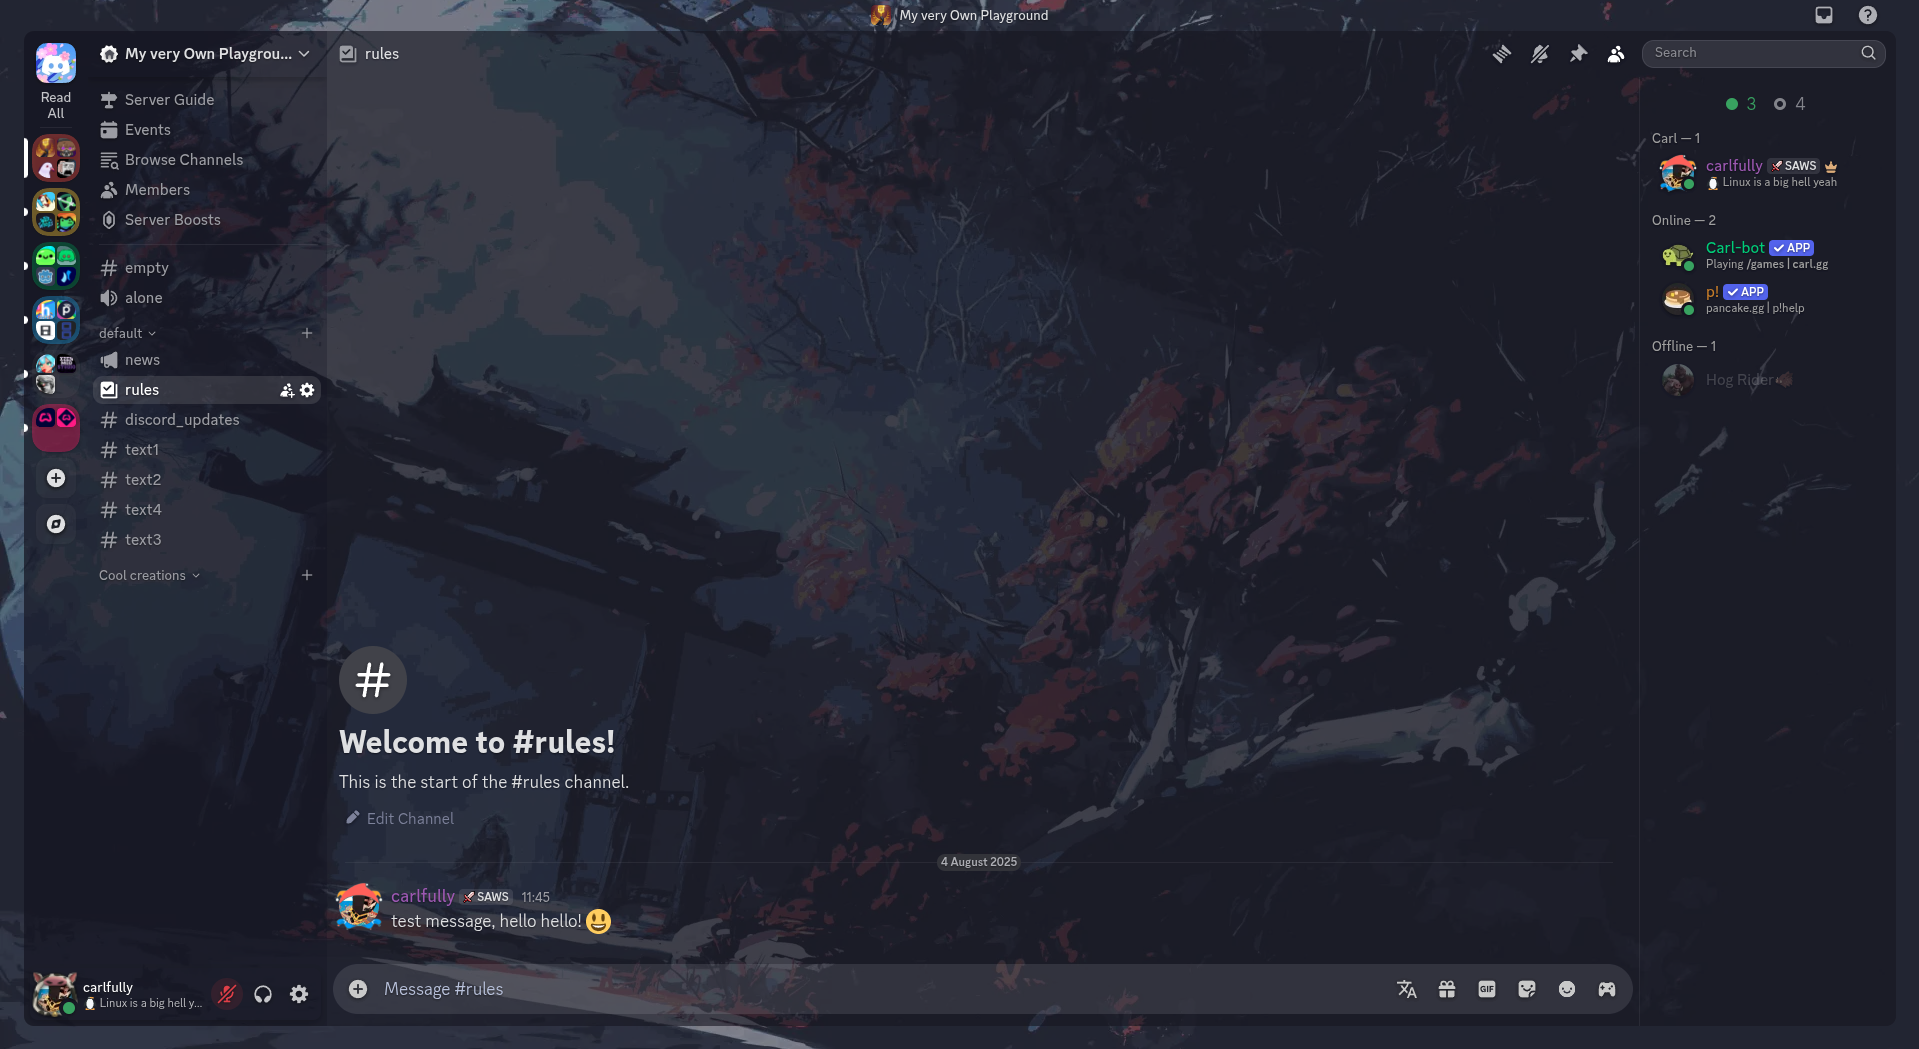 My very Own Playground
Read
All
My very Own Playgrou...
Server Guide
Events
Browse Channels
Members
Server Boosts
empty
alone
default
news
rules
discord_updates
text1
text2
text4
text3
Cool creations
carlfully
Linux is a big hell y...
rules
Search
Welcome to #rules!
This is the start of the #rules channel.
Edit Channel
4 August 2025
carlfully SAWS 11:45
test message, hello hello! 😃
Message #rules
GIF
3 4
Carl — 1
carlfully SAWS
Linux is a big hell yeah
Online — 2
Carl-bot APP
Playing /games | carl.gg
p! APP
pancake.gg | p!help
Offline — 1
Hog Rider